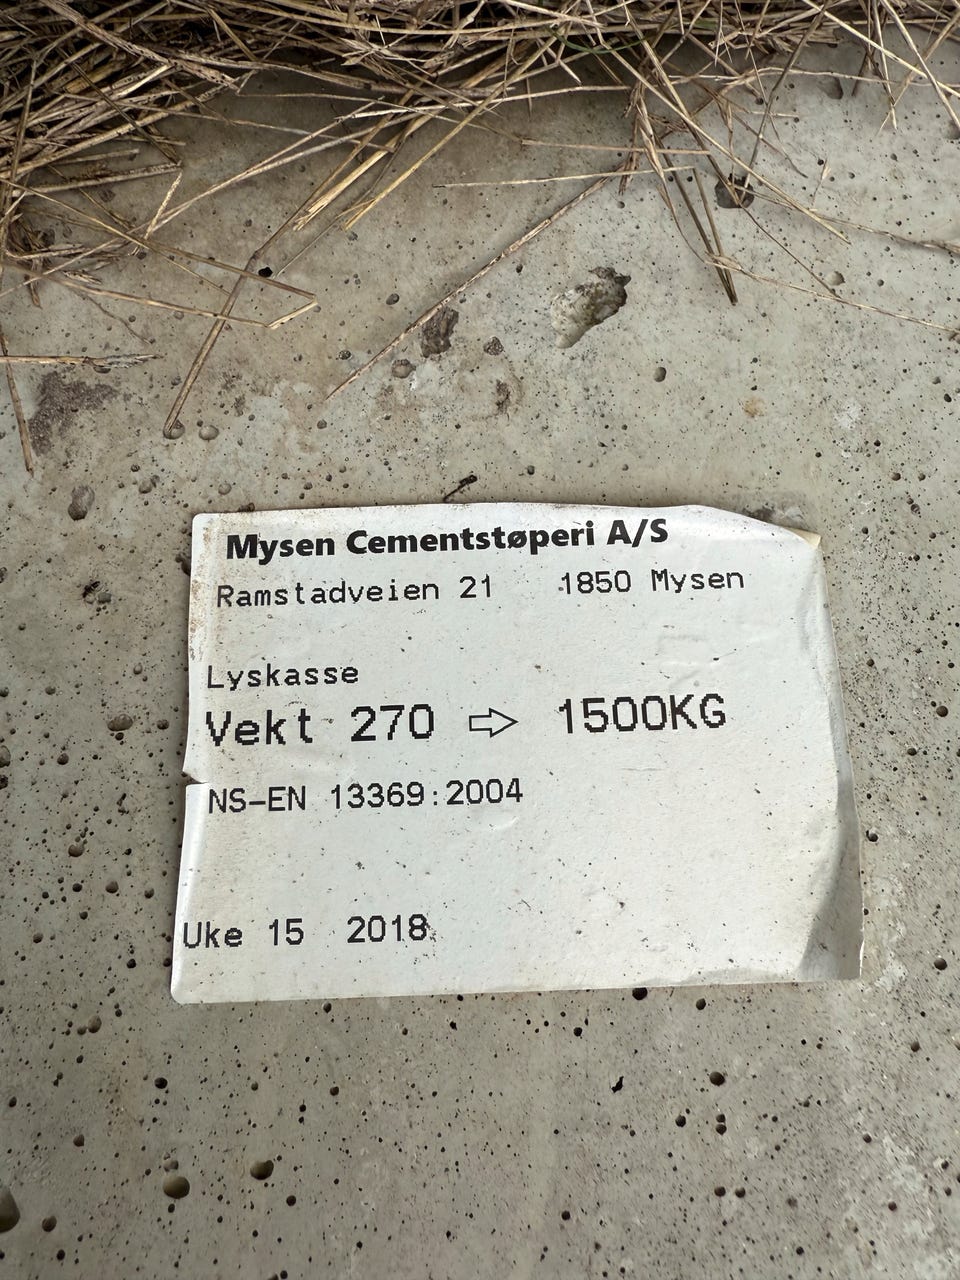 Mysen Cementstøperi A/S
Ramstadveien 21 1850 Mysen
Lyskasse
Vekt 270 ⇨ 1500KG
NS-EN 13369:2004
Uke 15 2018